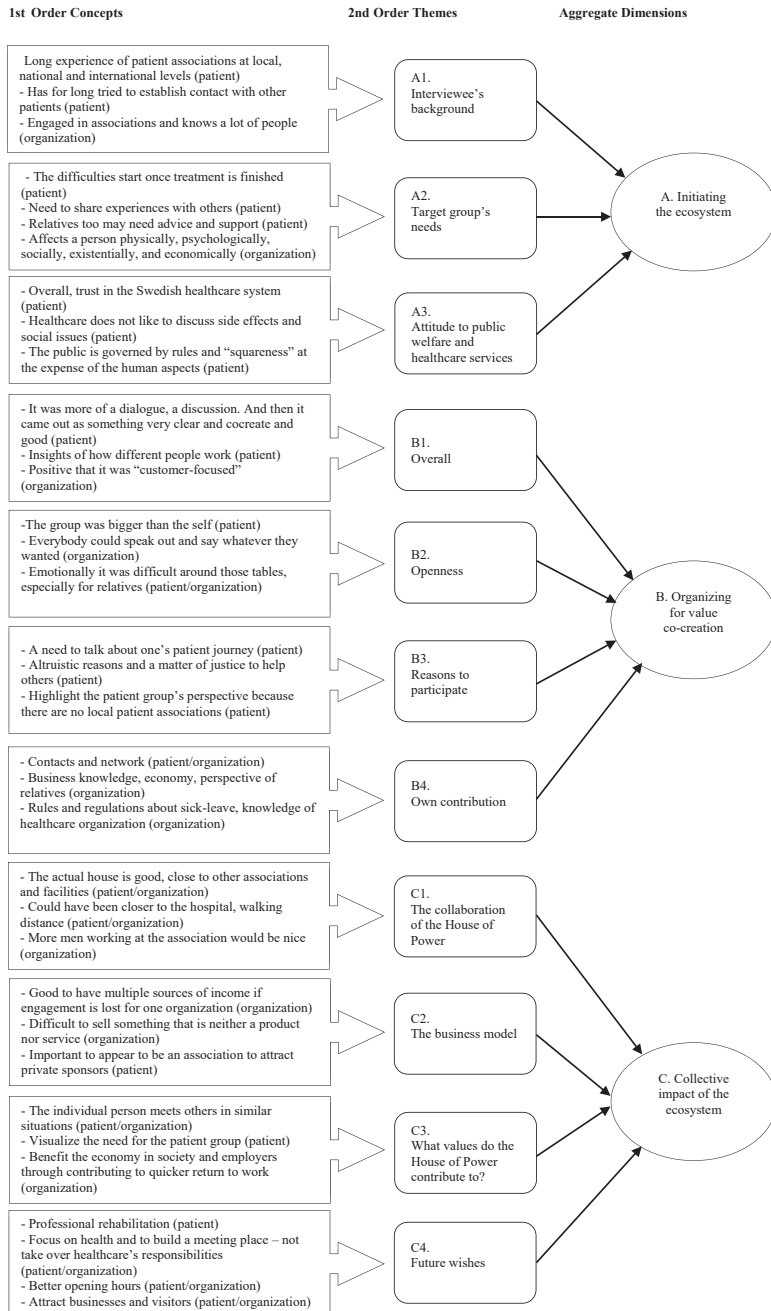 1st Order Concepts
2nd Order Themes
Aggregate Dimensions
Long experience of patient associations at local,
national and international levels (patient)
- Has for long tried to establish contact with other
patients (patient)
- Engaged in associations and knows a lot of people
(organization)
A1.
Interviewee's
background
- The difficulties start once treatment is finished
(patient)
- Need to share experiences with others (patient)
- Relatives too may need advice and support (patient)
- Affects a person physically, psychologically,
socially, existentially, and economically (organization)
A2.
Target group's
needs
A. Initiating
the ecosystem
- Overall, trust in the Swedish healthcare system
(patient)
- Healthcare does not like to discuss side effects and
social issues (patient)
- The public is governed by rules and “squareness” at
the expense of the human aspects (patient)
A3.
Attitude to public
welfare and
healthcare services
- It was more of a dialogue, a discussion. And then it
came out as something very clear and cocreate and
good (patient)
- Insights of how different people work (patient)
- Positive that it was “customer-focused”
(organization)
B1.
Overall
-The group was bigger than the self (patient)
- Everybody could speak out and say whatever they
wanted (organization)
- Emotionally it was difficult around those tables,
especially for relatives (patient/organization)
B2.
Openness
B. Organizing
for value
co-creation
- A need to talk about one's patient journey (patient)
- Altruistic reasons and a matter of justice to help
others (patient)
- Highlight the patient group's perspective because
there are no local patient associations (patient)
B3.
Reasons to
participate
- Contacts and network (patient/organization)
- Business knowledge, economy, perspective of
relatives (organization)
- Rules and regulations about sick-leave, knowledge of
healthcare organization (organization)
B4.
Own contribution
- The actual house is good, close to other associations
and facilities (patient/organization)
- Could have been closer to the hospital, walking
distance (patient/organization)
- More men working at the association would be nice
(organization)
C1.
The collaboration
of the House of
Power
- Good to have multiple sources of income if
engagement is lost for one organization (organization)
- Difficult to sell something that is neither a product
nor service (organization)
- Important to appear to be an association to attract
private sponsors (patient)
C2.
The business model
C. Collective
impact of the
ecosystem
- The individual person meets others in similar
situations (patient/organization)
- Visualize the need for the patient group (patient)
- Benefit the economy in society and employers
through contributing to quicker return to work
(organization)
C3.
What values do the
House of Power
contribute to?
- Professional rehabilitation (patient)
- Focus on health and to build a meeting place – not
take over healthcare's responsibilities
(patient/organization)
- Better opening hours (patient/organization)
- Attract businesses and visitors (patient/organization)
C4.
Future wishes